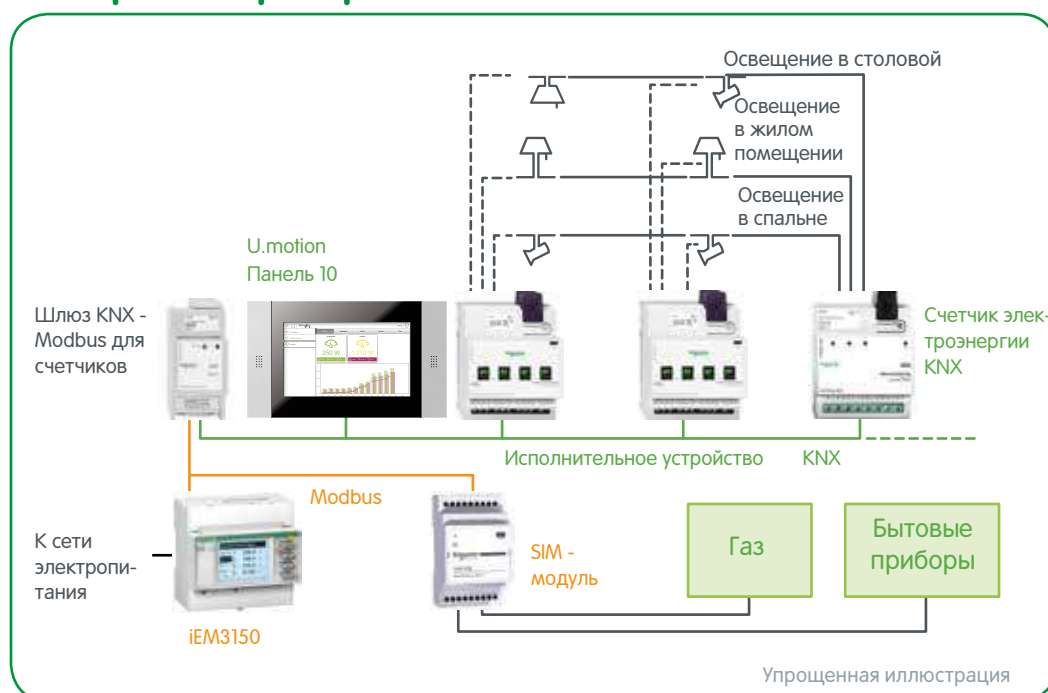 Освещение в столовой
Освещение
в жилом
помещении
Освещение
в спальне
U.motion
Панель 10
Шлюз KNX -
Modbus для
счетчиков
Счетчик элек-
троэнергии
KNX
250 W
Исполнительное устройство KNX
Modbus
К сети
электропи-
тания
SIM -
модуль
Газ
Бытовые
приборы
iEM3150
Упрощенная иллюстрация